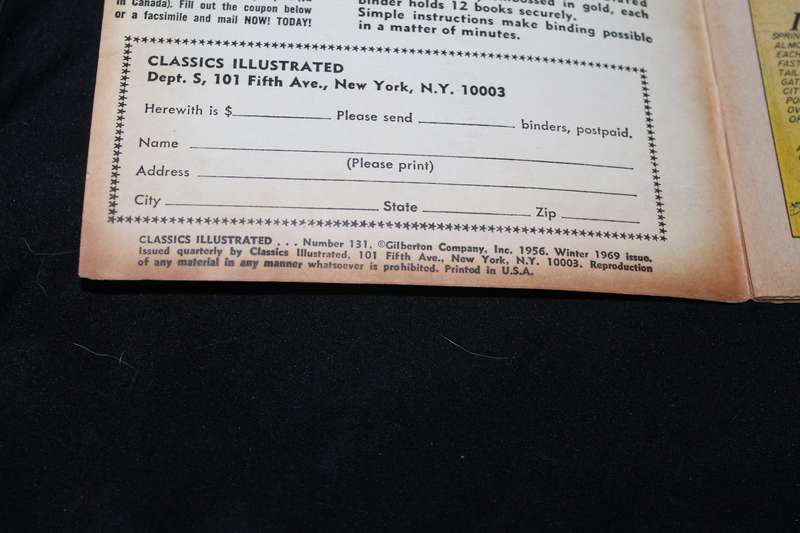 in Canada). Fill out the coupon below
or a facsimile and mail NOW! TODAY!
in gold, each
binder holds 12 books securely.
Simple instructions make binding possible
in a matter of minutes.
CLASSICS ILLUSTRATED
Dept. S, 101 Fifth Ave., New York, N.Y. 10003
Herewith is $ Please send binders, postpaid.
Name
(Please print)
Address
City State Zip
CLASSICS ILLUSTRATED . . . Number 131, ©Gilberton Company, Inc. 1956. Winter 1969 issue.
Issued quarterly by Classics Illustrated, 101 Fifth Ave., New York, N.Y. 10003. Reproduction
of any material in any manner whatsoever is prohibited. Printed in U.S.A.